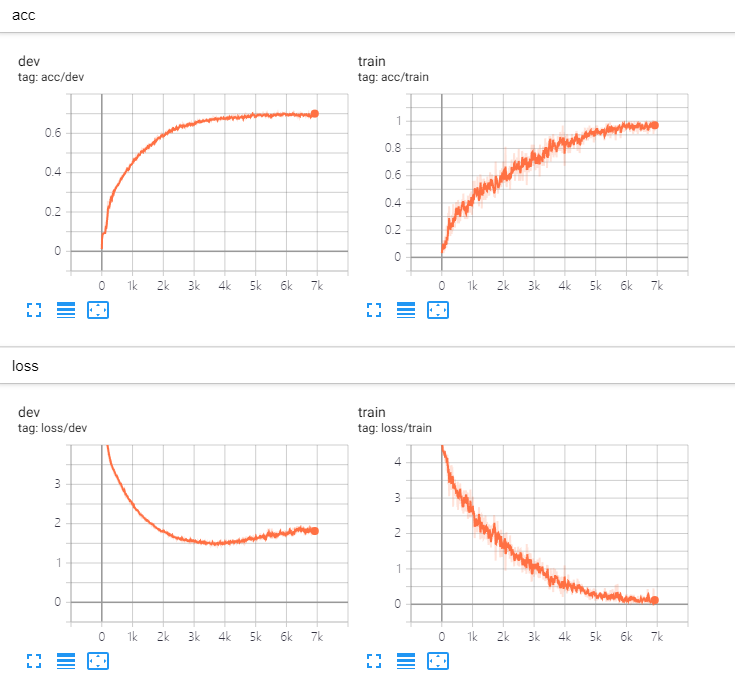 acc
dev
tag: acc/dev
train
tag: acc/train
0.6
0.4
0.2
0
0 1k 2k 3k 4k 5k 6k 7k
1
0.8
0.6
0.4
0.2
0
0 1k 2k 3k 4k 5k 6k 7k
loss
dev
tag: loss/dev
train
tag: loss/train
3
2
1
0
0 1k 2k 3k 4k 5k 6k 7k
4
3
2
1
0
0 1k 2k 3k 4k 5k 6k 7k